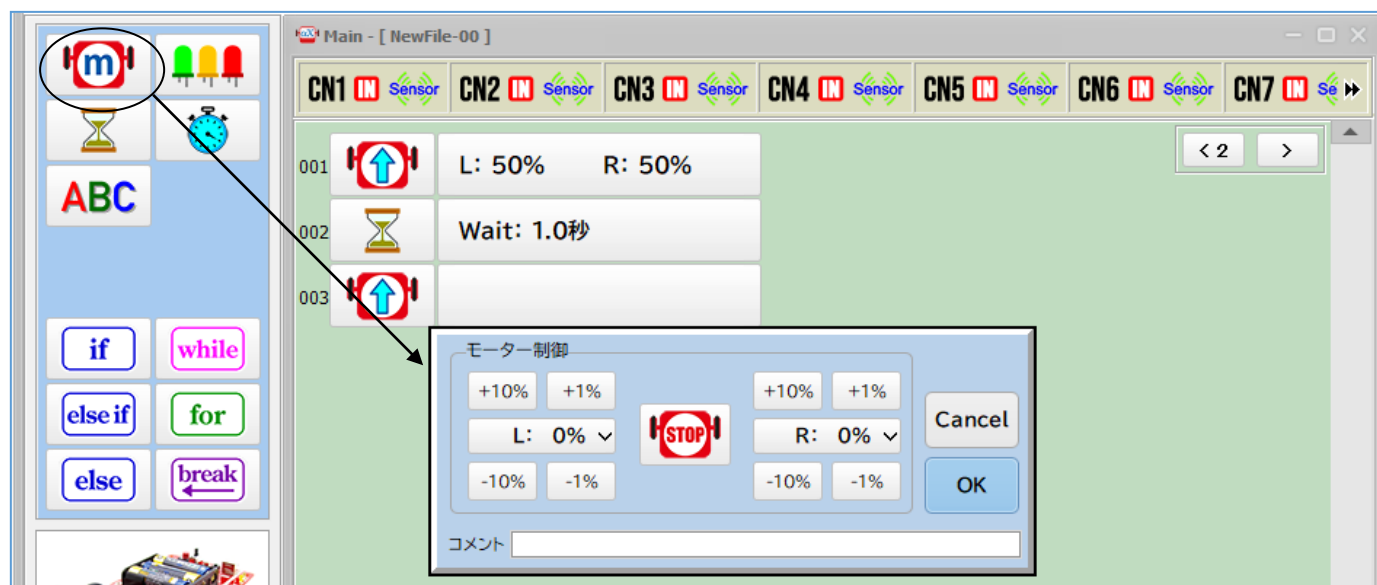 m
ABC
if
while
else if
for
else
break
Main - [ NewFile-00 ]
CN1 IN Sensor CN2 IN Sensor CN3 IN Sensor CN4 IN Sensor CN5 IN Sensor CN6 IN Sensor CN7 IN Se
< 2 >
001 L: 50% R: 50%
002 Wait: 1.0秒
003
モーター制御
+10% +1% +10% +1%
L: 0% STOP R: 0%
-10% -1% -10% -1%
Cancel
OK
コメント